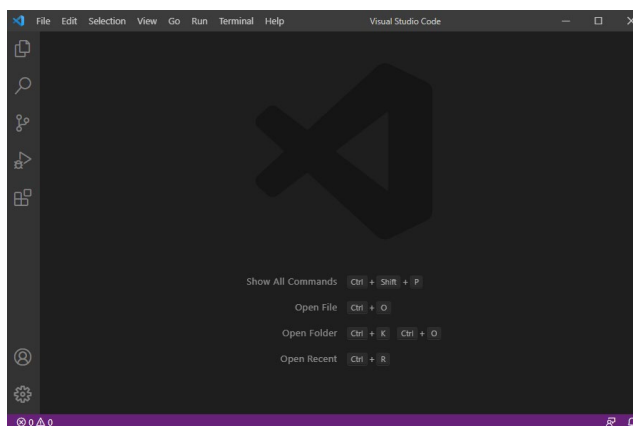 File Edit Selection View Go Run Terminal Help Visual Studio Code
Show All Commands Ctrl + Shift + P
Open File Ctrl + O
Open Folder Ctrl + K Ctrl + O
Open Recent Ctrl + R
0 0